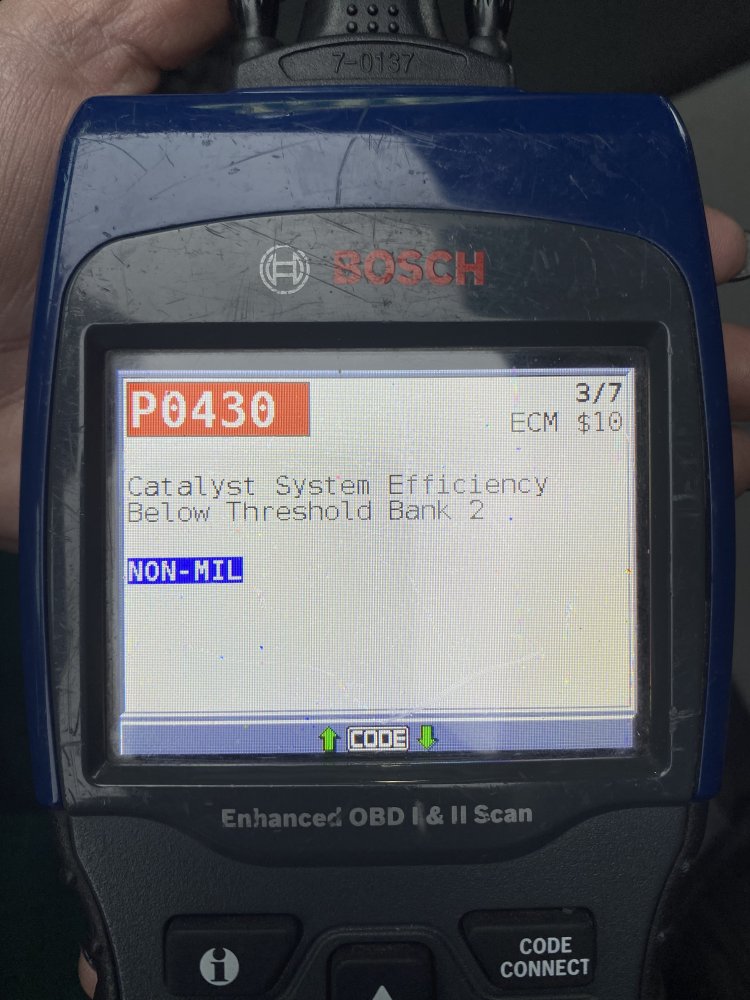 7-0137
BOSCH
P0430
3/7
ECM $10
Catalyst System Efficiency
Below Threshold Bank 2
NON-MIL
CODE
Enhanced OBD I & II Scan
i
CODE
CONNECT